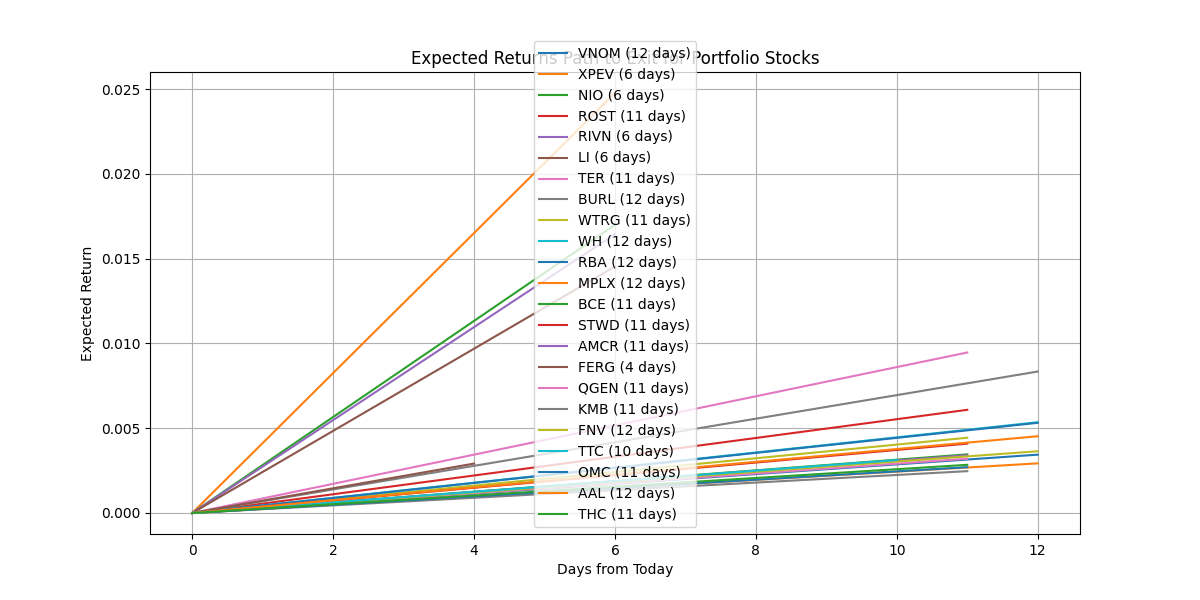 Expected Returns Path to Exit for Portfolio Stocks
VNOM (12 days)
XPEV (6 days)
NIO (6 days)
ROST (11 days)
RIVN (6 days)
LI (6 days)
TER (11 days)
BURL (12 days)
WTRG (11 days)
WH (12 days)
RBA (12 days)
MPLX (12 days)
BCE (11 days)
STWD (11 days)
AMCR (11 days)
FERG (4 days)
QGEN (11 days)
KMB (11 days)
FNV (12 days)
TTC (10 days)
OMC (11 days)
AAL (12 days)
THC (11 days)
Expected Return
0.025
0.020
0.015
0.010
0.005
0.000
0 2 4 6 8 10 12
Days from Today